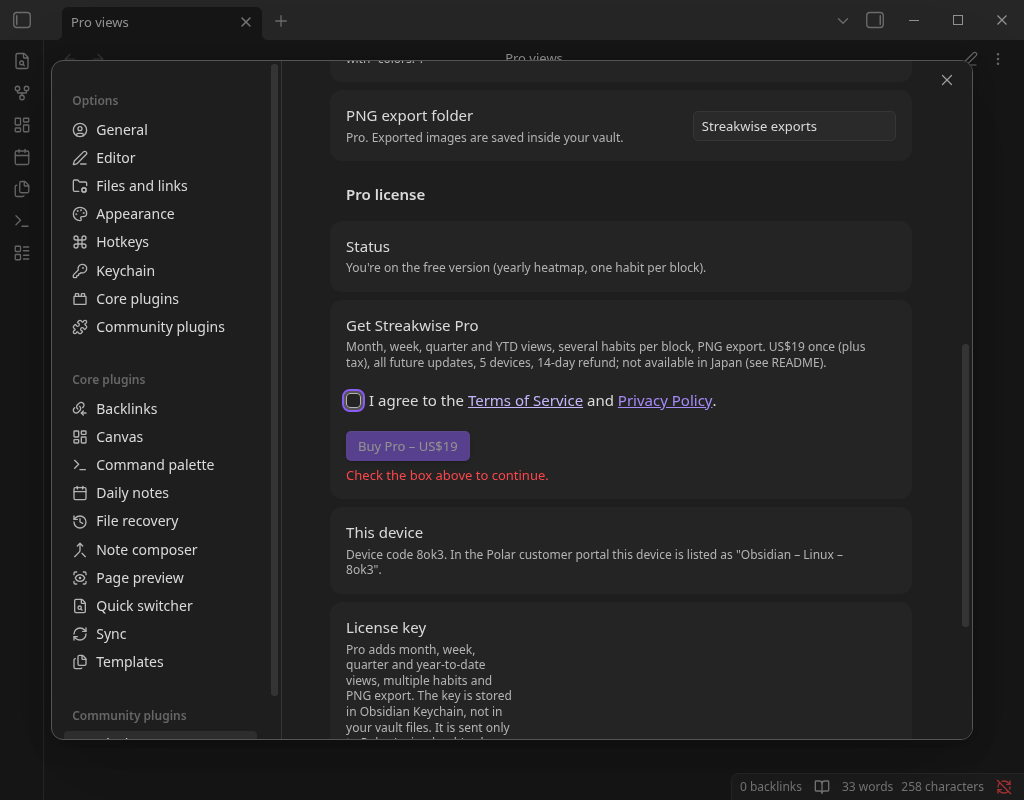 Pro views
Pro views
Options
General
Editor
Files and links
Appearance
Hotkeys
Keychain
Core plugins
Community plugins
Core plugins
Backlinks
Canvas
Command palette
Daily notes
File recovery
Note composer
Page preview
Quick switcher
Sync
Templates
Community plugins
PNG export folder
Pro. Exported images are saved inside your vault.
Streakwise exports
Pro license
Status
You're on the free version (yearly heatmap, one habit per block).
Get Streakwise Pro
Month, week, quarter and YTD views, several habits per block, PNG export. US$19 once (plus
tax), all future updates, 5 devices, 14-day refund; not available in Japan (see README).
I agree to the Terms of Service and Privacy Policy.
Buy Pro – US$19
Check the box above to continue.
This device
Device code 8ok3. In the Polar customer portal this device is listed as "Obsidian – Linux –
8ok3".
License key
Pro adds month, week,
quarter and year-to-date
views, multiple habits and
PNG export. The key is stored
in Obsidian Keychain, not in
your vault files. It is sent only
0 backlinks
33 words
258 characters